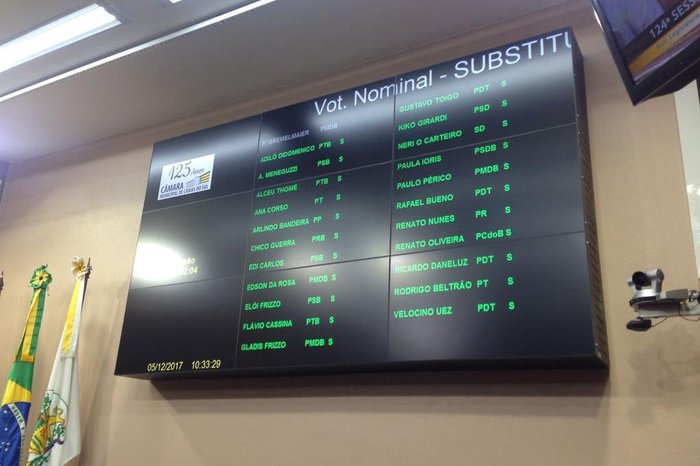 Vot. Nominal - SUBSTITU
125 Anos
CÂMARA
MUNICIPAL DE CAXIAS DO SUL
GREMELMAIER PMDB
ADILO DIDOMENICO PTB S
A. MENEGUZZI PSB S
ALCEU THOMÉ PTB S
ANA CORSO PT S
ARLINDO BANDEIRA PP S
CHICO GUERRA PRB S
EDI CARLOS PSB S
EDSON DA ROSA PMDB S
ELÓI FRIZZO PSB S
FLÁVIO CASSINA PTB S
GLADIS FRIZZO PMDB S
GUSTAVO TOIGO PDT S
KIKO GIRARDI PSD S
NERI O CARTEIRO SD S
PAULA IORIS PSDB S
PAULO PÉRICO PMDB S
RAFAEL BUENO PDT S
RENATO NUNES PR S
RENATO OLIVEIRA PCdoB S
RICARDO DANELUZ PDT S
RODRIGO BELTRÃO PT S
VELOCINO UEZ PDT S
05/12/2017 10:33:29
124ª SESS